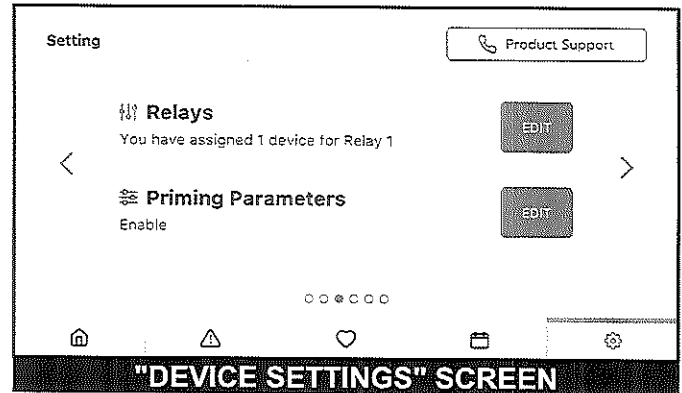 Setting
Product Support
Relays
You have assigned 1 device for Relay 1
EDIT
Priming Parameters
Enable
EDIT
"DEVICE SETTINGS" SCREEN